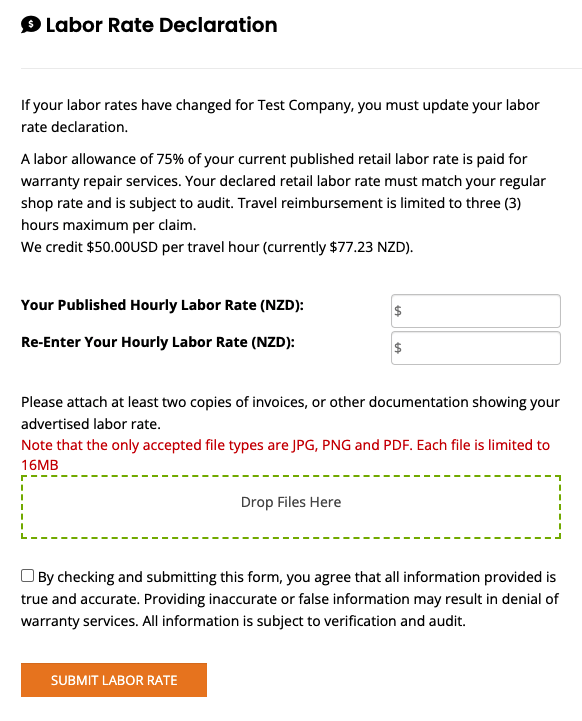 Labor Rate Declaration
If your labor rates have changed for Test Company, you must update your labor
rate declaration.
A labor allowance of 75% of your current published retail labor rate is paid for
warranty repair services. Your declared retail labor rate must match your regular
shop rate and is subject to audit. Travel reimbursement is limited to three (3)
hours maximum per claim.
We credit $50.00USD per travel hour (currently $77.23 NZD).
Your Published Hourly Labor Rate (NZD):
$
Re-Enter Your Hourly Labor Rate (NZD):
$
Please attach at least two copies of invoices, or other documentation showing your
advertised labor rate.
Note that the only accepted file types are JPG, PNG and PDF. Each file is limited to
16MB
Drop Files Here
By checking and submitting this form, you agree that all information provided is
true and accurate. Providing inaccurate or false information may result in denial of
warranty services. All information is subject to verification and audit.
SUBMIT LABOR RATE